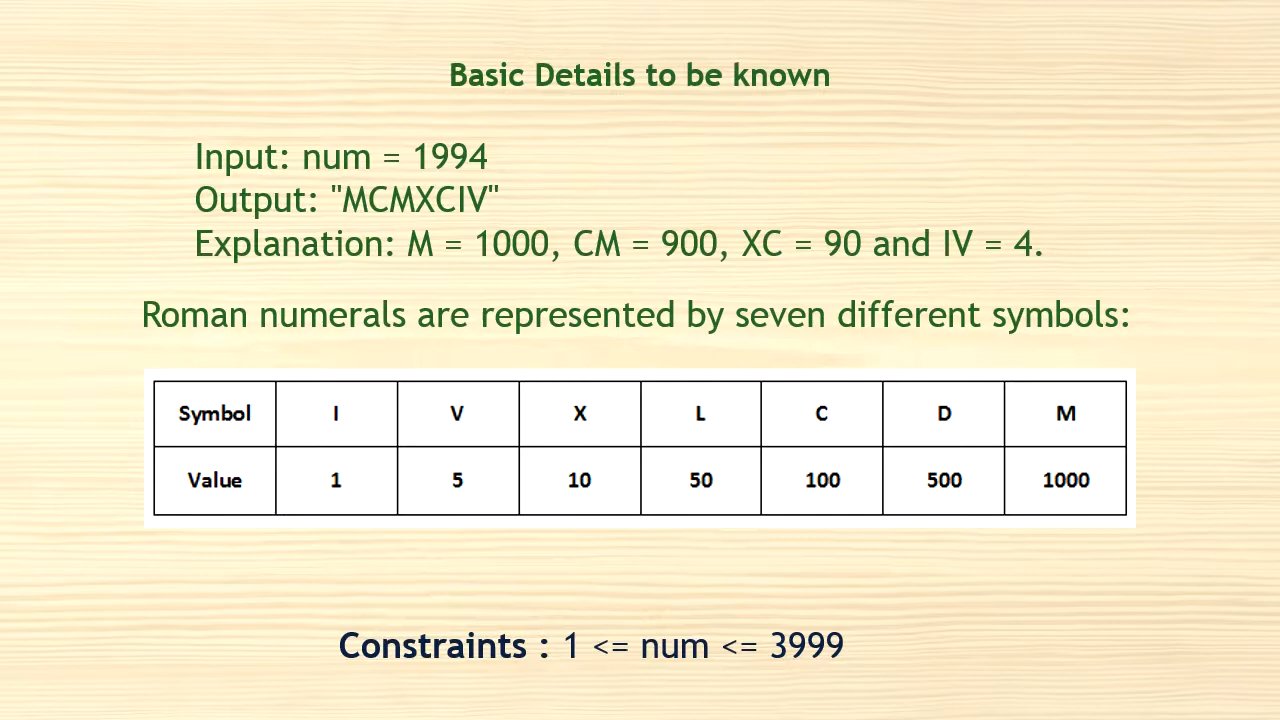 Basic Details to be known
Input: num = 1994
Output: "MCMXCIV"
Explanation: M = 1000, CM = 900, XC = 90 and IV = 4.
Roman numerals are represented by seven different symbols:
Symbol I V X L C D M
Value 1 5 10 50 100 500 1000
Constraints : 1 <= num <= 3999